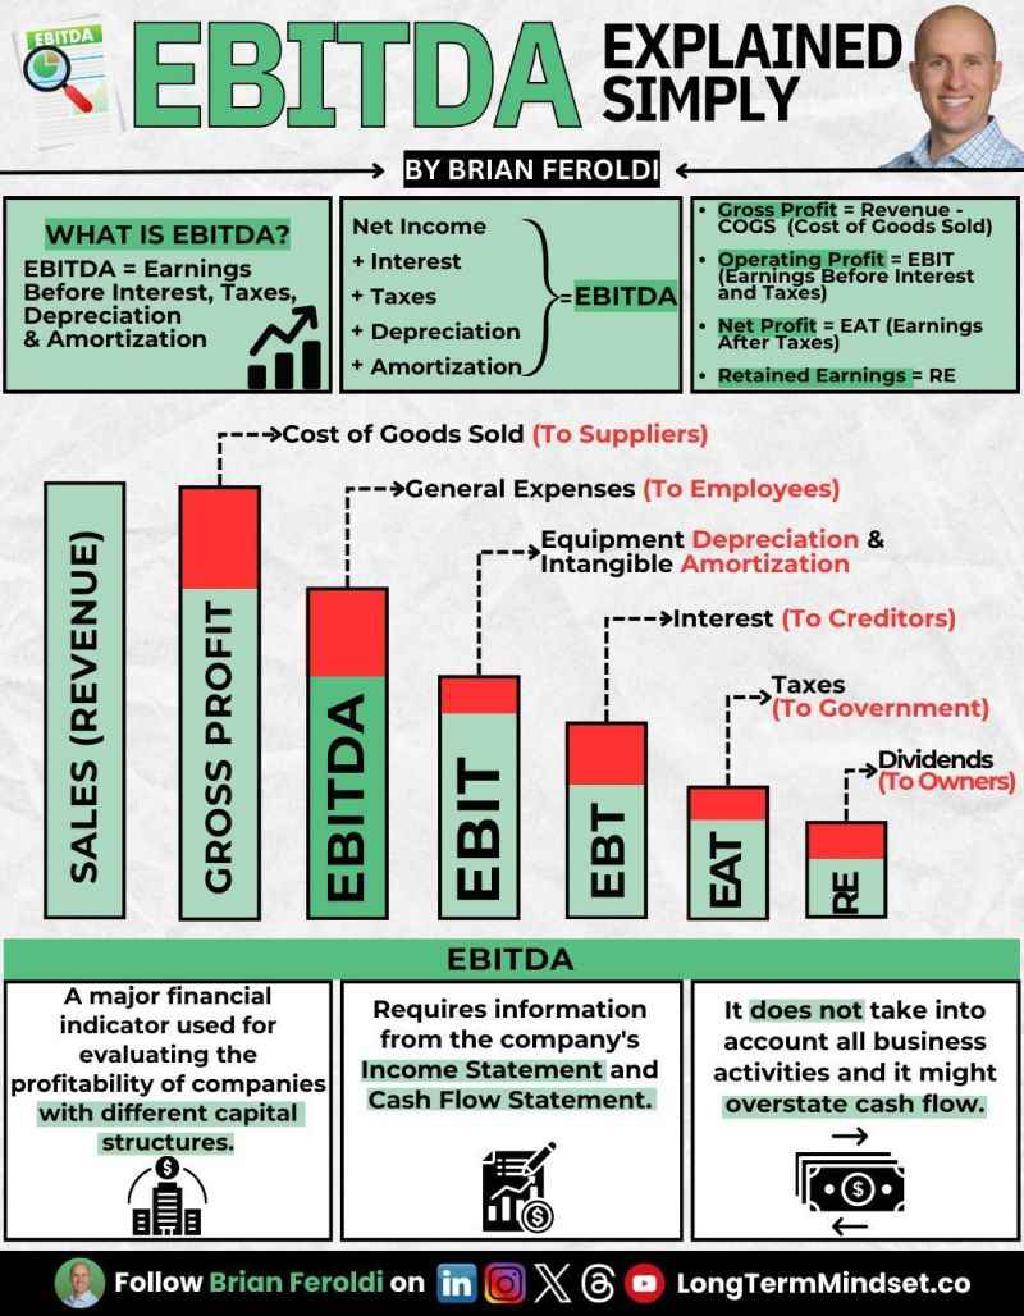 EBITDA
EBITDA
EXPLAINED
SIMPLY
BY BRIAN FEROLDI
WHAT IS EBITDA?
EBITDA = Earnings
Before Interest, Taxes,
Depreciation
& Amortization
Net Income
+ Interest
+ Taxes
+ Depreciation
+ Amortization
=EBITDA
• Gross Profit = Revenue -
COGS (Cost of Goods Sold)
• Operating Profit = EBIT
(Earnings Before Interest
and Taxes)
• Net Profit = EAT (Earnings
After Taxes)
• Retained Earnings = RE
Cost of Goods Sold (To Suppliers)
General Expenses (To Employees)
Equipment Depreciation &
Intangible Amortization
Interest (To Creditors)
Taxes
(To Government)
Dividends
(To Owners)
SALES (REVENUE)
GROSS PROFIT
EBITDA
EBIT
EBT
EAT
RE
EBITDA
A major financial
indicator used for
evaluating the
profitability of companies
with different capital
structures.
Requires information
from the company's
Income Statement and
Cash Flow Statement.
It does not take into
account all business
activities and it might
overstate cash flow.
Follow Brian Feroldi on in LongTermMindset.co